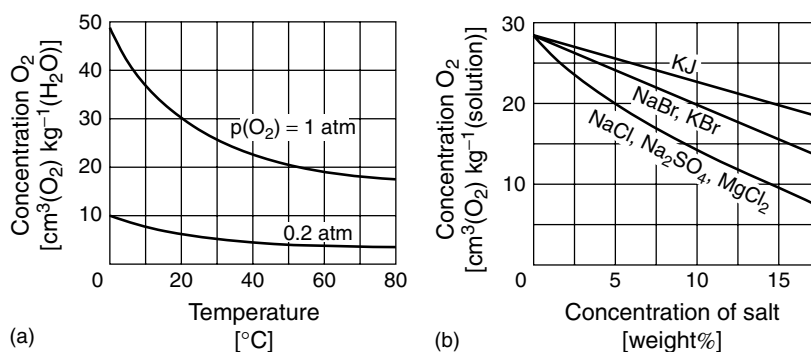 Concentration O2
[cm³(O2) kg⁻¹(H2O)]
50
40
30
20
10
0
20
40
60
80
p(O2) = 1 atm
0.2 atm
Temperature
[°C]
(a)
Concentration O2
[cm³(O2) kg⁻¹(solution)]
30
20
10
0
5
10
15
KJ
NaBr, KBr
NaCl, Na2SO4, MgCl2
Concentration of salt
[weight%]
(b)